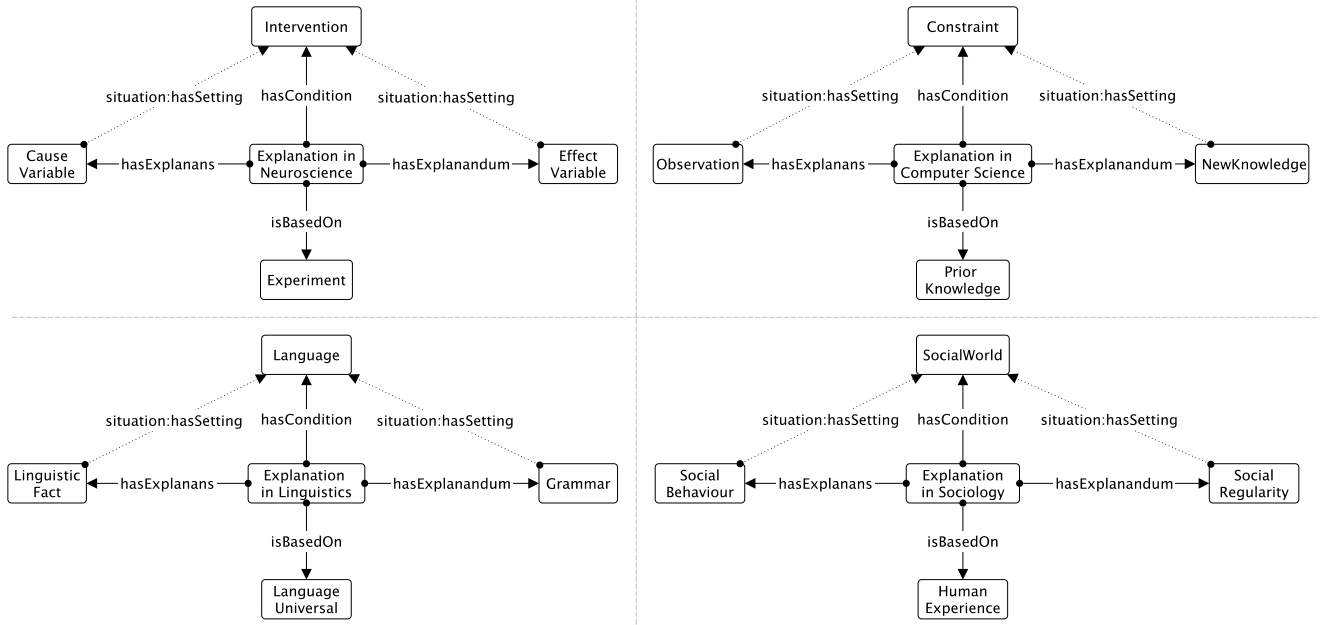 Intervention
situation:hasSetting
hasCondition
situation:hasSetting
Cause
Variable
hasExplanans
Explanation in
Neuroscience
hasExplanandum
Effect
Variable
isBasedOn
Experiment
Constraint
situation:hasSetting
hasCondition
situation:hasSetting
Observation
hasExplanans
Explanation in
Computer Science
hasExplanandum
NewKnowledge
isBasedOn
Prior
Knowledge
Language
situation:hasSetting
hasCondition
situation:hasSetting
Linguistic
Fact
hasExplanans
Explanation
in Linguistics
hasExplanandum
Grammar
isBasedOn
Language
Universal
SocialWorld
situation:hasSetting
hasCondition
situation:hasSetting
Social
Behaviour
hasExplanans
Explanation
in Sociology
hasExplanandum
Social
Regularity
isBasedOn
Human
Experience